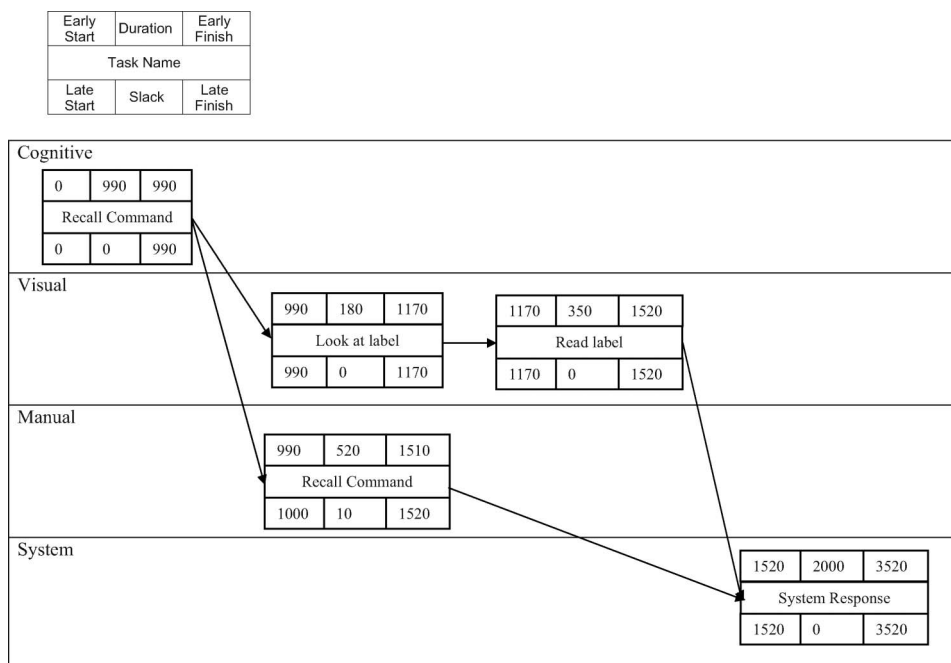 Early Start Duration Early Finish
Task Name
Late Start Slack Late Finish
Cognitive
0 990 990
Recall Command
0 0 990
Visual
990 180 1170
Look at label
990 0 1170
1170 350 1520
Read label
1170 0 1520
Manual
990 520 1510
Recall Command
1000 10 1520
System
1520 2000 3520
System Response
1520 0 3520